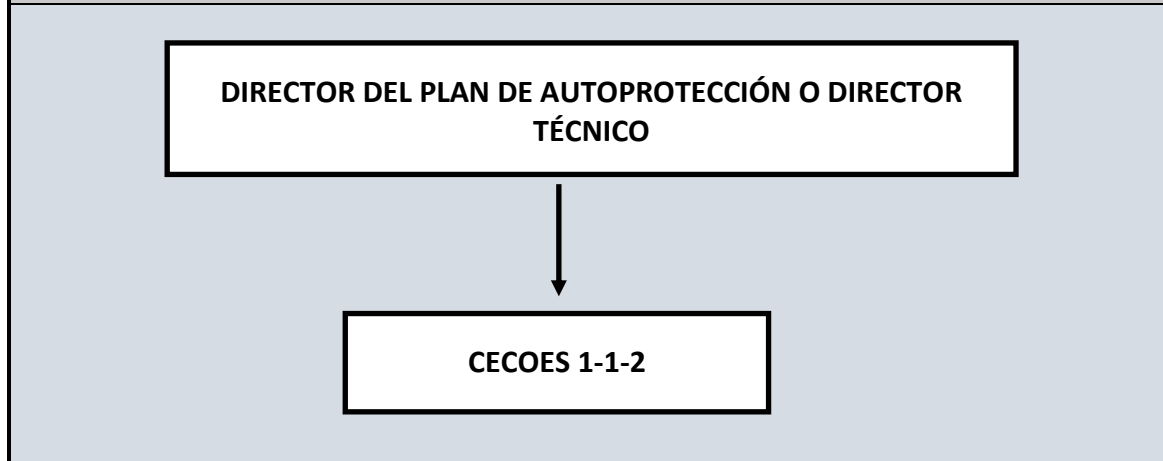 DIRECTOR DEL PLAN DE AUTOPROTECCIÓN O DIRECTOR
TÉCNICO
CECOES 1-1-2